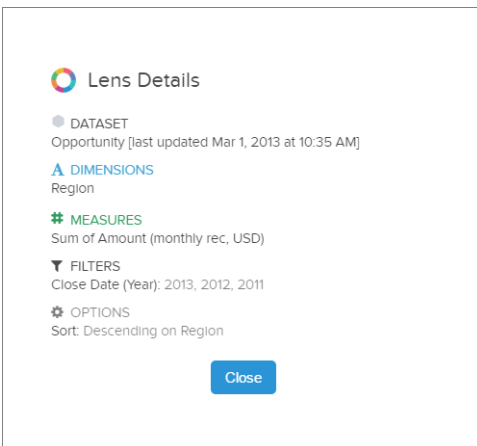 Lens Details
DATASET
Opportunity [last updated Mar 1, 2013 at 10:35 AM]
A DIMENSIONS
Region
# MEASURES
Sum of Amount (monthly rec, USD)
FILTERS
Close Date (Year): 2013, 2012, 2011
OPTIONS
Sort: Descending on Region
Close